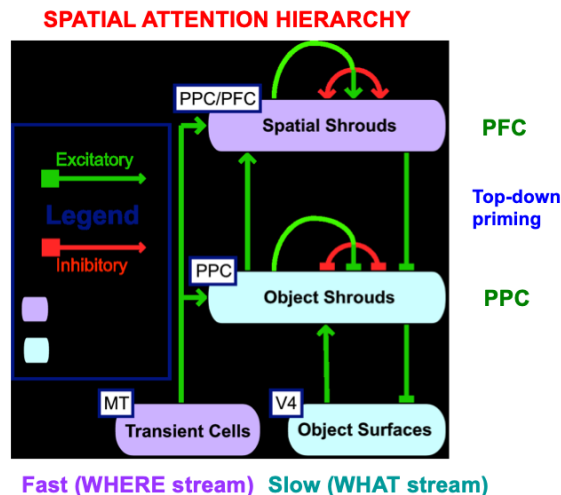 SPATIAL ATTENTION HIERARCHY
PPC/PFC
Spatial Shrouds
PFC
Excitatory
Legend
Inhibitory
Top-down
priming
PPC
Object Shrouds
PPC
MT
Transient Cells
V4
Object Surfaces
Fast (WHERE stream) Slow (WHAT stream)